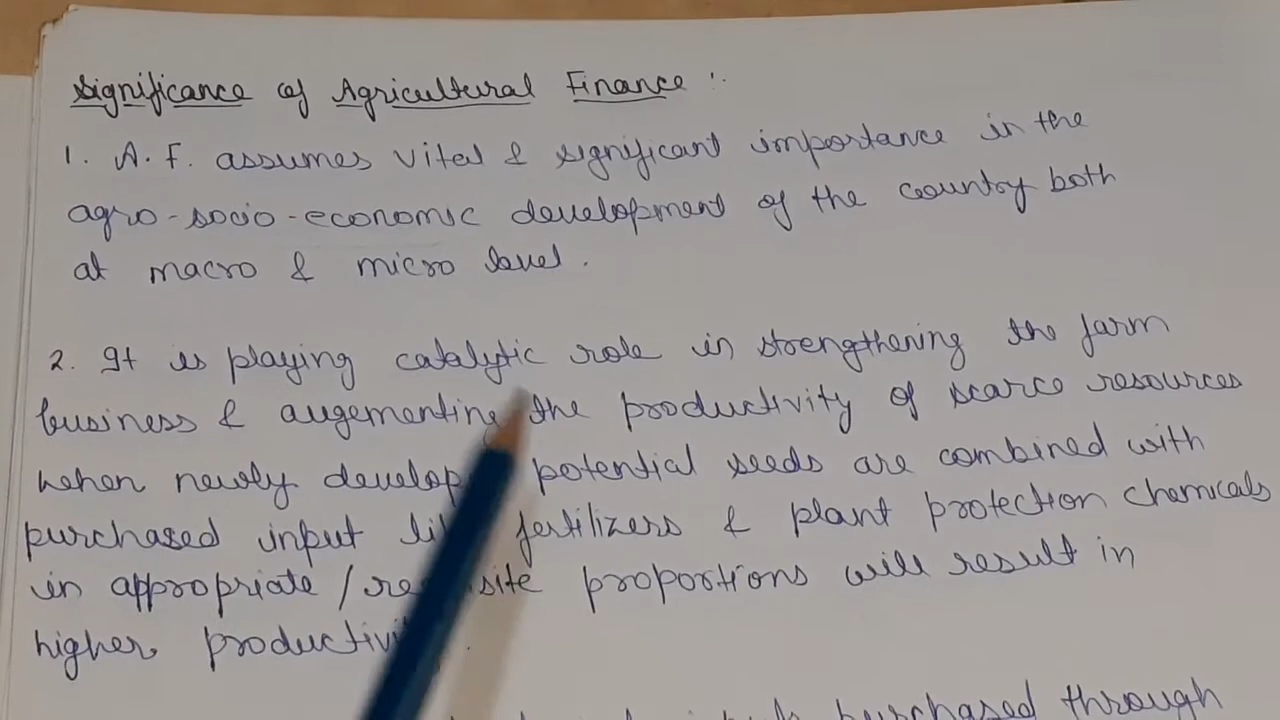 Significance of Agricultural Finance :
1. A.F. assumes vital & significant importance in the
agro-socio-economic development of the country both
at macro & micro level.
2. It is playing catalytic role in strengthening the farm
business & augementing the productivity of scarce resources
when newly develop potential seeds are combined with
purchased input fertilizers & plant protection chemicals
in appropriate / proportions will result in
higher productivi
purchased through